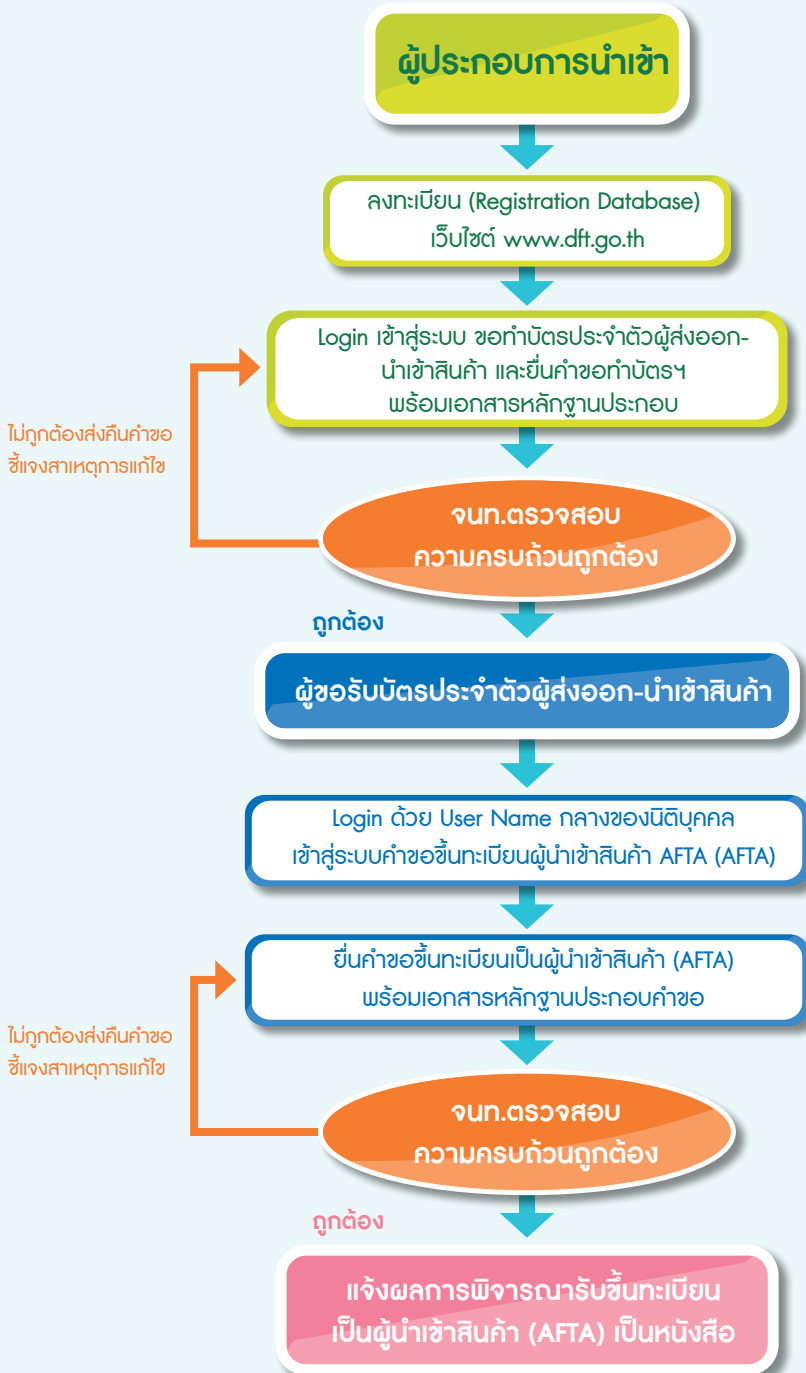 ผู้ประกอบการนำเข้า
ลงทะเบียน (Registration Database)
เว็บไซต์ www.dft.go.th
Login เข้าสู่ระบบ ขอทำบัตรประจำตัวผู้ส่งออก-
นำเข้าสินค้า และยื่นคำขอทำบัตรฯ
พร้อมเอกสารหลักฐานประกอบ
ไม่ถูกต้องส่งคืนคำขอ
ชี้แจงสาเหตุการแก้ไข
จนท.ตรวจสอบ
ความครบถ้วนถูกต้อง
ถูกต้อง
ผู้ขอรับบัตรประจำตัวผู้ส่งออก-นำเข้าสินค้า
Login ด้วย User Name กลางของนิติบุคคล
เข้าสู่ระบบคำขอขึ้นทะเบียนผู้นำเข้าสินค้า AFTA (AFTA)
ยื่นคำขอขึ้นทะเบียนเป็นผู้นำเข้าสินค้า (AFTA)
พร้อมเอกสารหลักฐานประกอบคำขอ
ไม่ถูกต้องส่งคืนคำขอ
ชี้แจงสาเหตุการแก้ไข
จนท.ตรวจสอบ
ความครบถ้วนถูกต้อง
ถูกต้อง
แจ้งผลการพิจารณารับขึ้นทะเบียน
เป็นผู้นำเข้าสินค้า (AFTA) เป็นหนังสือ